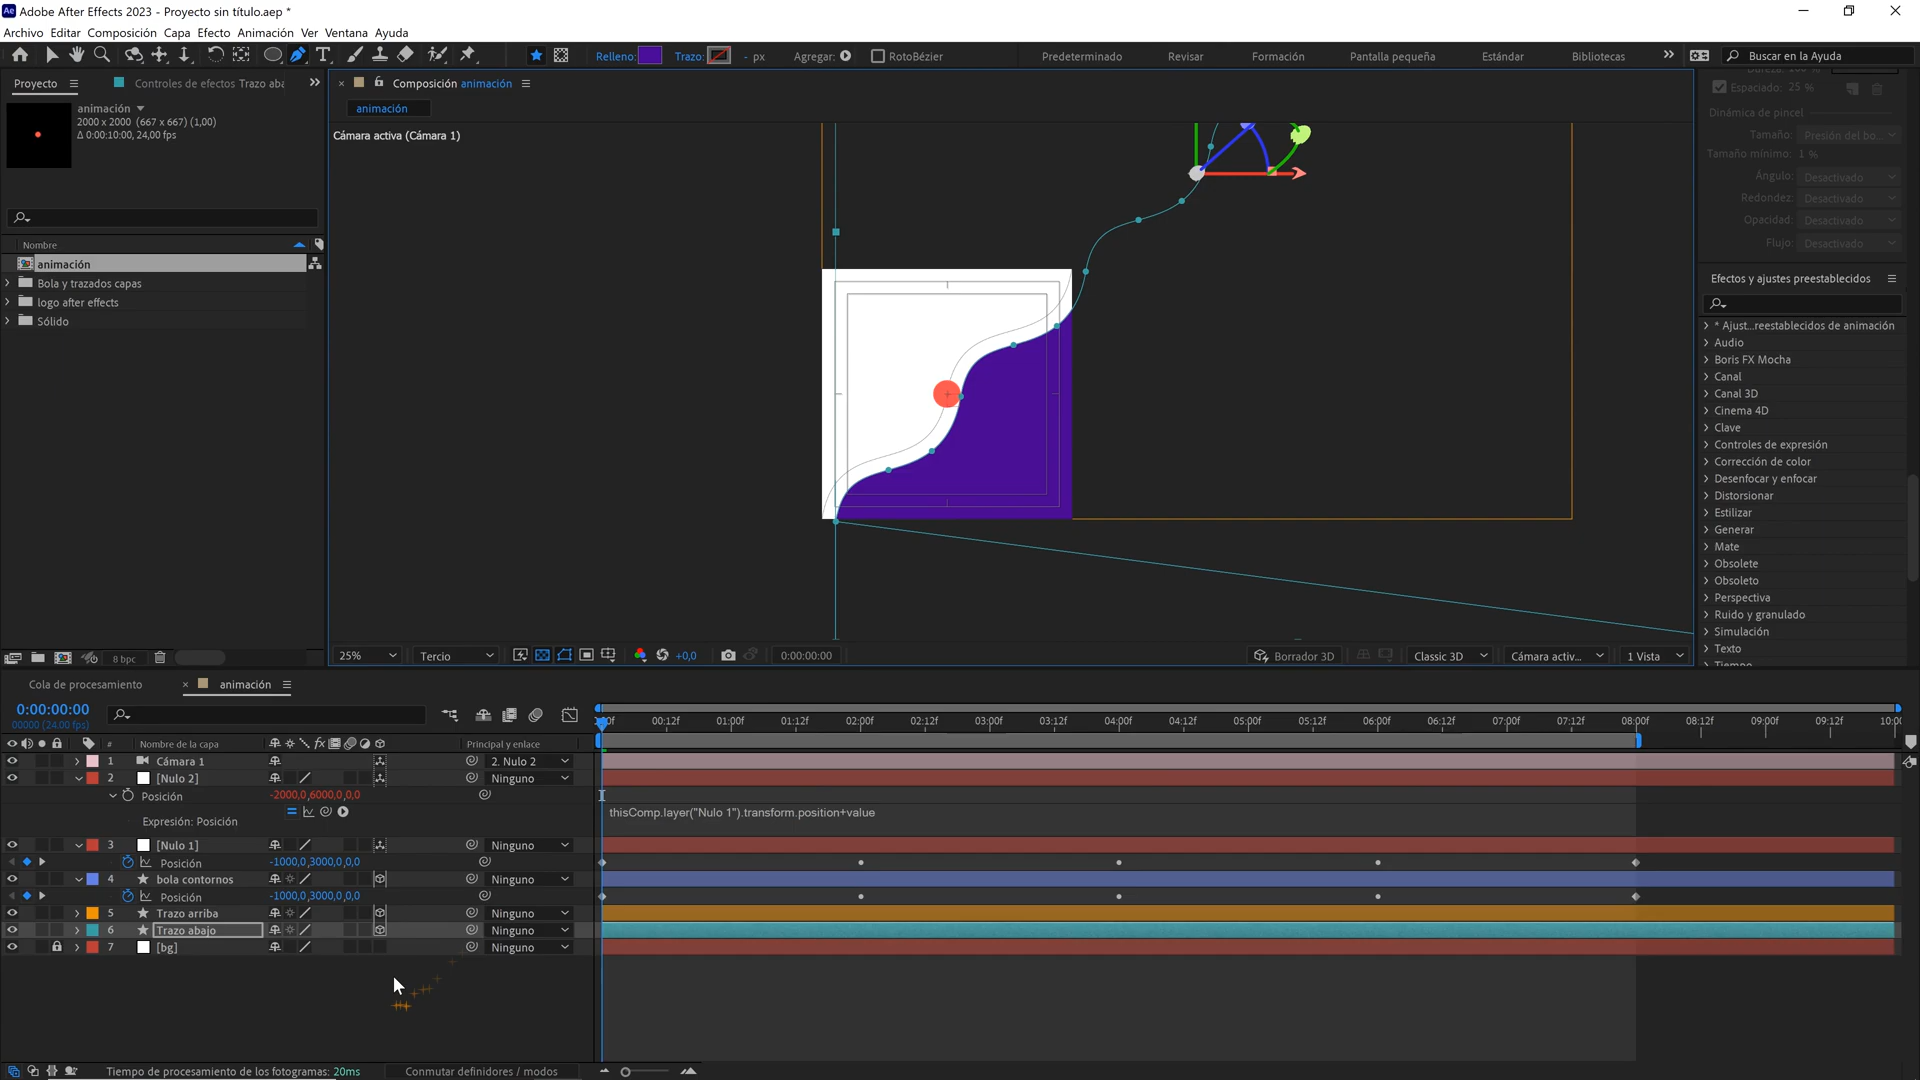 Adobe After Effects 2023 - Proyecto sin título.aep *
Archivo Editar Composición Capa Efecto Animación Ver Ventana Ayuda
Relleno: Trazo: - px Agregar: RotoBézier Predeterminado Revisar Formación Pantalla pequeña Estándar Bibliotecas Buscar en la Ayuda
Proyecto Controles de efectos Trazo aba
Composición animación
animación
Cámara activa (Cámara 1)
animación
2000 x 2000 (667 x 667) (1,00)
Δ 0:00:10:00, 24,00 fps
Nombre
animación
Bola y trazados capas
logo after effects
Sólido
8 bpc
25% Tercio +0,0 0:00:00:00 Borrador 3D Classic 3D Cámara activ... 1 Vista
Espaciado: 25 %
Dinámica de pincel
Tamaño: Presión del bo...
Tamaño mínimo: 1 %
Ángulo: Desactivado
Redondez: Desactivado
Opacidad: Desactivado
Flujo: Desactivado
Efectos y ajustes preestablecidos
* Ajust...reestablecidos de animación
Audio
Boris FX Mocha
Canal
Canal 3D
Cinema 4D
Clave
Controles de expresión
Corrección de color
Desenfocar y enfocar
Distorsionar
Estilizar
Generar
Mate
Obsolete
Obsoleto
Perspectiva
Ruido y granulado
Simulación
Texto
Tiempo
Cola de procesamiento animación
0:00:00:00
00000 (24.00 fps)
00:12f 01:00f 01:12f 02:00f 02:12f 03:00f 03:12f 04:00f 04:12f 05:00f 05:12f 06:00f 06:12f 07:00f 07:12f 08:00f 08:12f 09:00f 09:12f 10:0
# Nombre de la capa Principal y enlace
1 Cámara 1 2. Nulo 2
2 [Nulo 2] Ninguno
Posición -2000,0,6000,0,0,0
Expresión: Posición thisComp.layer("Nulo 1").transform.position+value
3 [Nulo 1] Ninguno
Posición -1000,0,3000,0,0,0
4 bola contornos Ninguno
Posición -1000,0,3000,0,0,0
5 Trazo arriba Ninguno
6 Trazo abajo Ninguno
7 [bg] Ninguno
Tiempo de procesamiento de los fotogramas: 20ms Conmutar definidores / modos